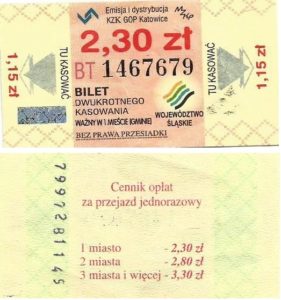 Emisja i dystrybucja
KZK GOP Katowice
2,30 zł
BT 1467679
TU KASOWAĆ
1,15 zł
TU KASOWAĆ
1,15 zł
BILET
DWUKROTNEGO
KASOWANIA
WAŻNY W 1 MIEŚCIE (GMINIE)
BEZ PRAWA PRZESIADKI
WOJEWÓDZTWO
ŚLĄSKIE
Cennik opłat
za przejazd jednorazowy
1 miasto - 2,30 zł
2 miasta - 2,80 zł
3 miasta i więcej - 3,30 zł